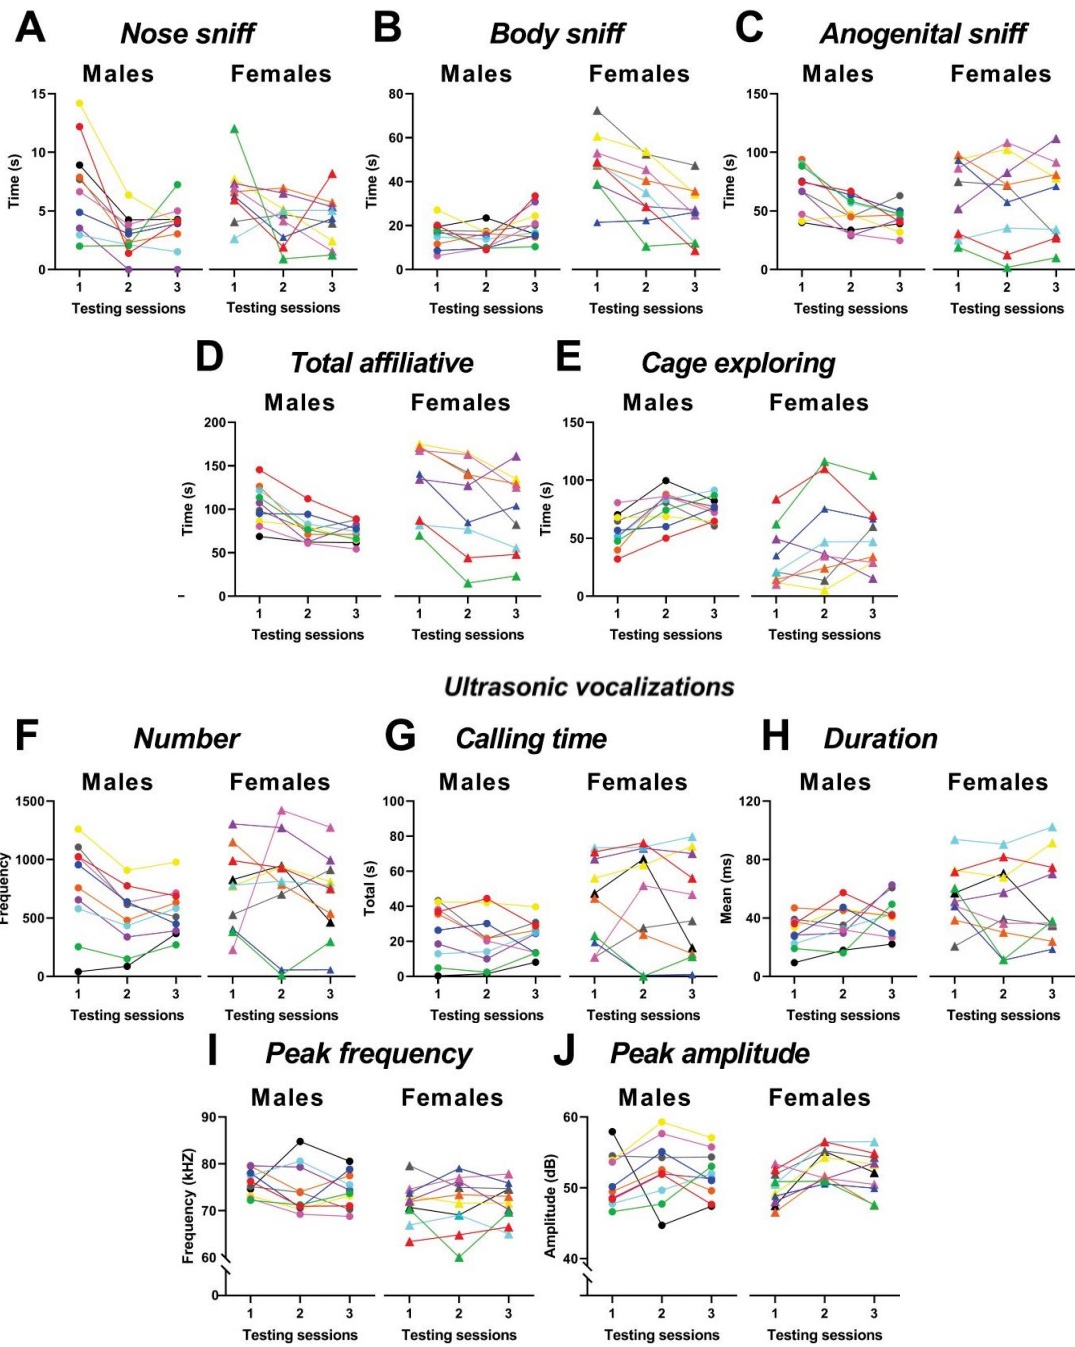 A Nose sniff B Body sniff C Anogenital sniff
Males Females Males Females Males Females
15 80 150
10 60 100
5 40 50
0 20 0
0
Time (s) Time (s) Time (s)
1 2 3 1 2 3 1 2 3 1 2 3 1 2 3 1 2 3
Testing sessions Testing sessions Testing sessions Testing sessions Testing sessions Testing sessions
D Total affiliative E Cage exploring
Males Females Males Females
200 150
150 100
100 50
50 0
0
Time (s) Time (s)
1 2 3 1 2 3 1 2 3 1 2 3
Testing sessions Testing sessions Testing sessions Testing sessions
Ultrasonic vocalizations
F Number G Calling time H Duration
Males Females Males Females Males Females
1500 100 120
1000 80 80
500 60 40
0 40 0
20
0
Frequency Total (s) Mean (ms)
1 2 3 1 2 3 1 2 3 1 2 3 1 2 3 1 2 3
Testing sessions Testing sessions Testing sessions Testing sessions Testing sessions Testing sessions
I Peak frequency J Peak amplitude
Males Females Males Females
90 60
80 50
70 40
60
0
Frequency (kHZ) Amplitude (dB)
1 2 3 1 2 3 1 2 3 1 2 3
Testing sessions Testing sessions Testing sessions Testing sessions